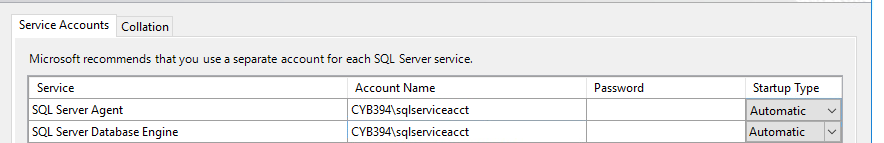 Service Accounts Collation
Microsoft recommends that you use a separate account for each SQL Server service.
Service Account Name Password Startup Type
SQL Server Agent CYB394\sqlserviceacct Automatic
SQL Server Database Engine CYB394\sqlserviceacct Automatic